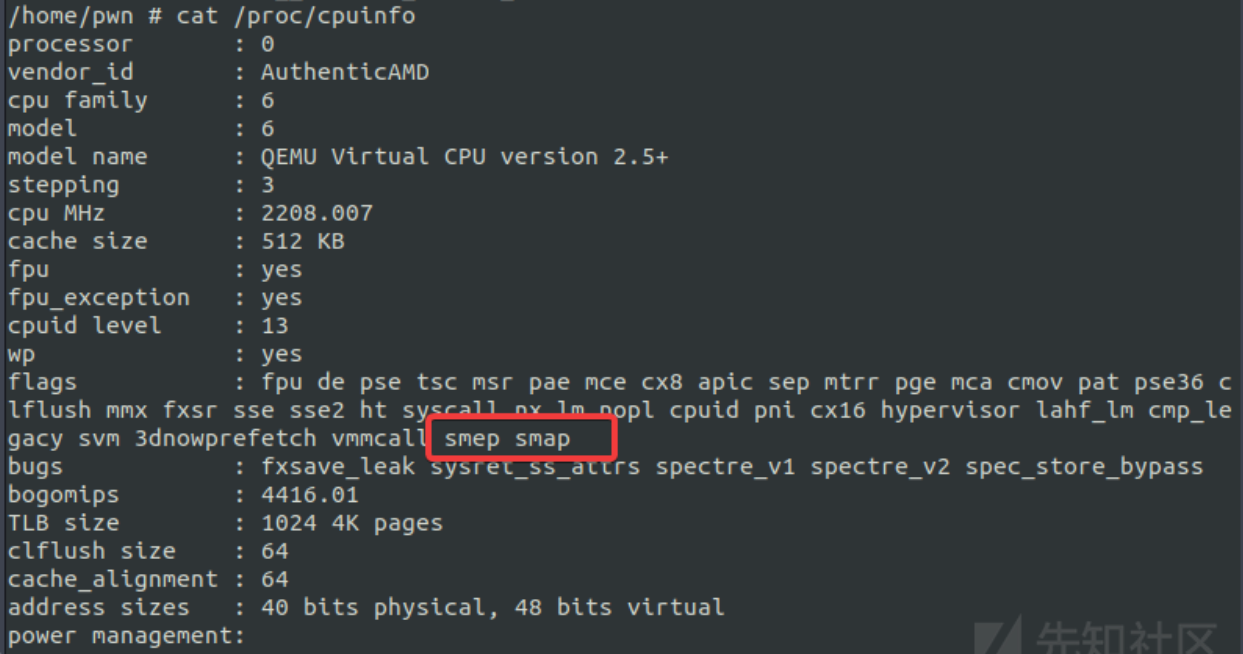 /home/pwn # cat /proc/cpuinfo
processor : 0
vendor_id : AuthenticAMD
cpu family : 6
model : 6
model name : QEMU Virtual CPU version 2.5+
stepping : 3
cpu MHz : 2208.007
cache size : 512 KB
fpu : yes
fpu_exception : yes
cpuid level : 13
wp : yes
flags : fpu de pse tsc msr pae mce cx8 apic sep mtrr pge mca cmov pat pse36 c
lflush mmx fxsr sse sse2 ht syscall nx lm nopl cpuid pni cx16 hypervisor lahf_lm cmp_le
gacy svm 3dnowprefetch vmmcall smep smap
bugs : fxsave_leak sysret_ss_attrs spectre_v1 spectre_v2 spec_store_bypass
bogomips : 4416.01
TLB size : 1024 4K pages
clflush size : 64
cache_alignment : 64
address sizes : 40 bits physical, 48 bits virtual
power management:
先知社区